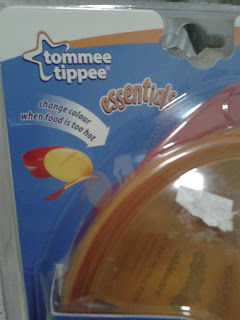 tommee
tippee
essentials
change colour
when food is too hot